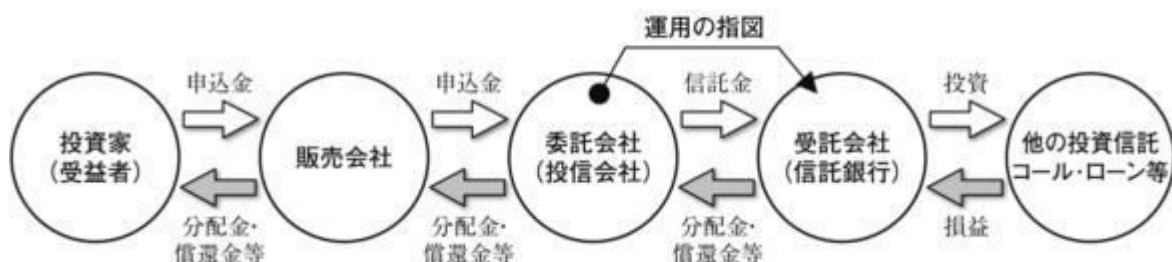 運用の指図
申込金
申込金
信託金
投資
投資家
(受益者)
販売会社
委託会社
(投信会社)
受託会社
(信託銀行)
他の投資信託
コール・ローン等
分配金・
償還金等
分配金・
償還金等
分配金・
償還金等
損益